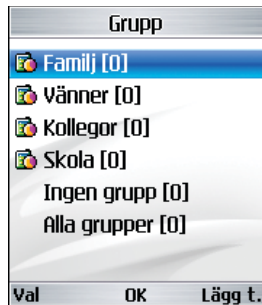 Grupp
Familj [0]
Vänner [0]
Kollegor [0]
Skola [0]
Ingen grupp [0]
Alla grupper [0]
Val OK Lägg t.